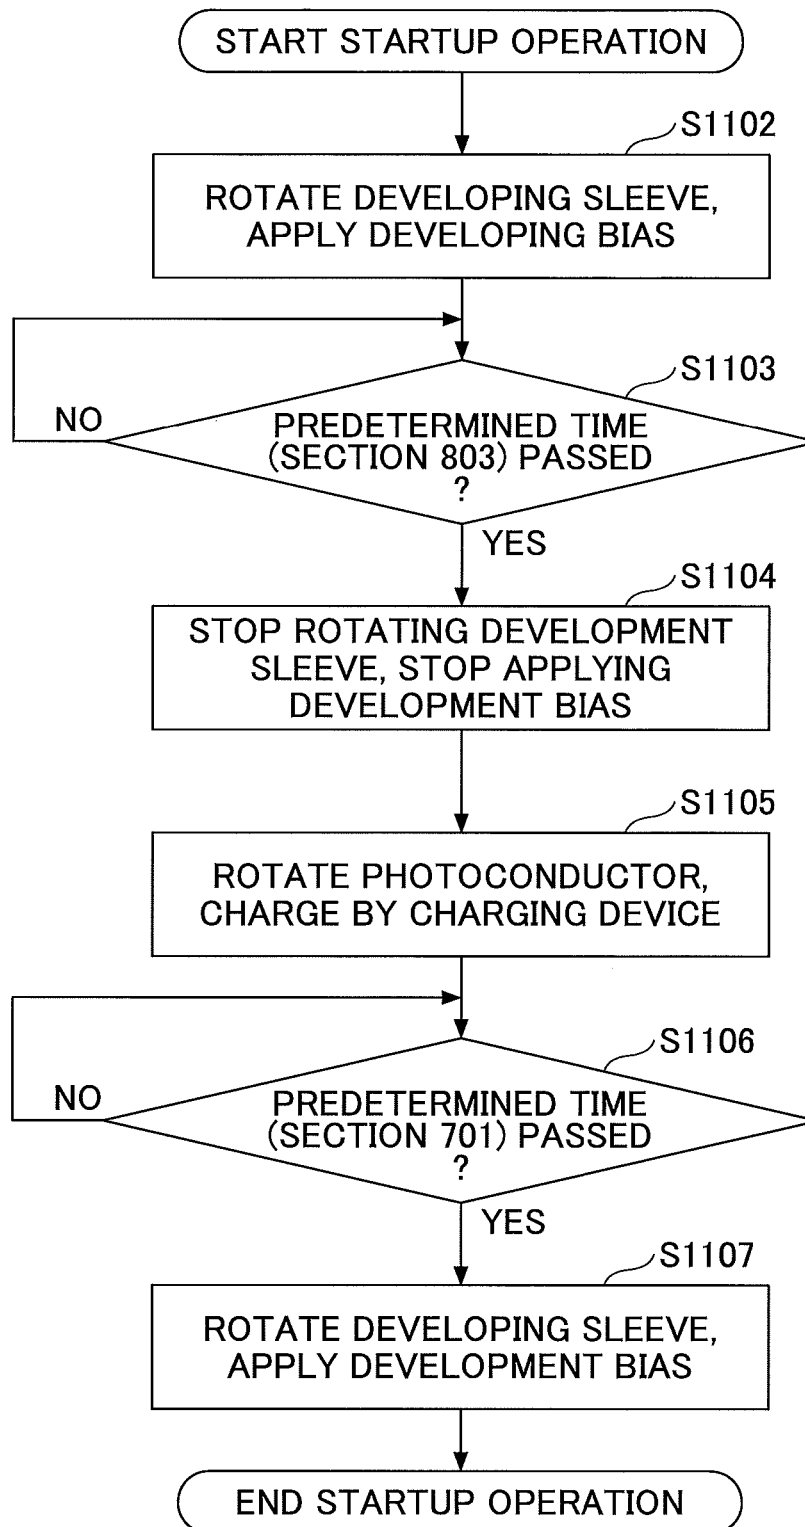 START STARTUP OPERATION
S1102
ROTATE DEVELOPING SLEEVE,
APPLY DEVELOPING BIAS
S1103
NO
PREDETERMINED TIME
(SECTION 803) PASSED
?
YES
S1104
STOP ROTATING DEVELOPMENT
SLEEVE, STOP APPLYING
DEVELOPMENT BIAS
S1105
ROTATE PHOTOCONDUCTOR,
CHARGE BY CHARGING DEVICE
S1106
NO
PREDETERMINED TIME
(SECTION 701) PASSED
?
YES
S1107
ROTATE DEVELOPING SLEEVE,
APPLY DEVELOPMENT BIAS
END STARTUP OPERATION